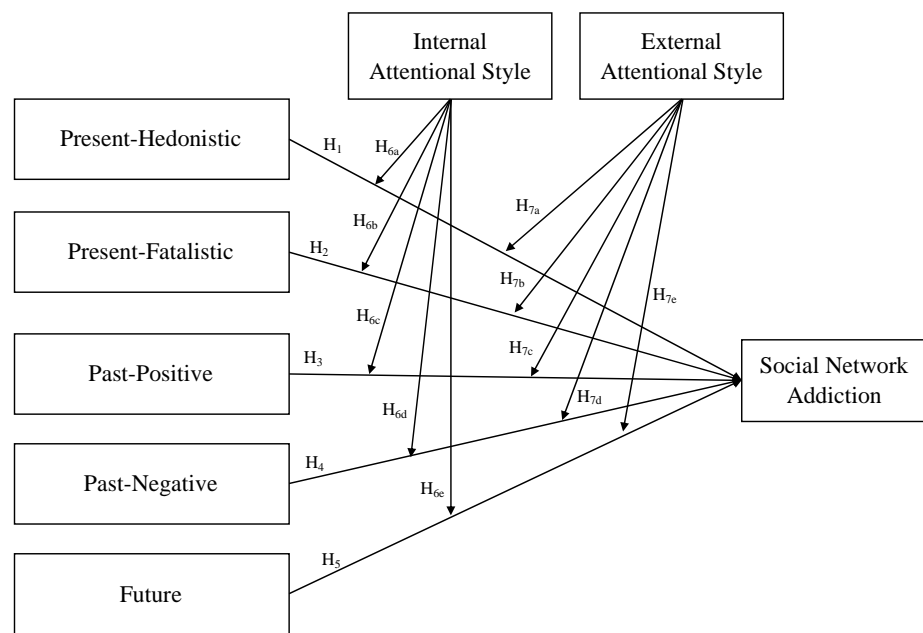 Internal
Attentional Style
External
Attentional Style
Present-Hedonistic
H1
H6a
H7a
Present-Fatalistic
H2
H6b
H7b
H7e
Past-Positive
H3
H6c
H7c
Social Network
Addiction
Past-Negative
H4
H6d
H7d
H6e
Future
H5